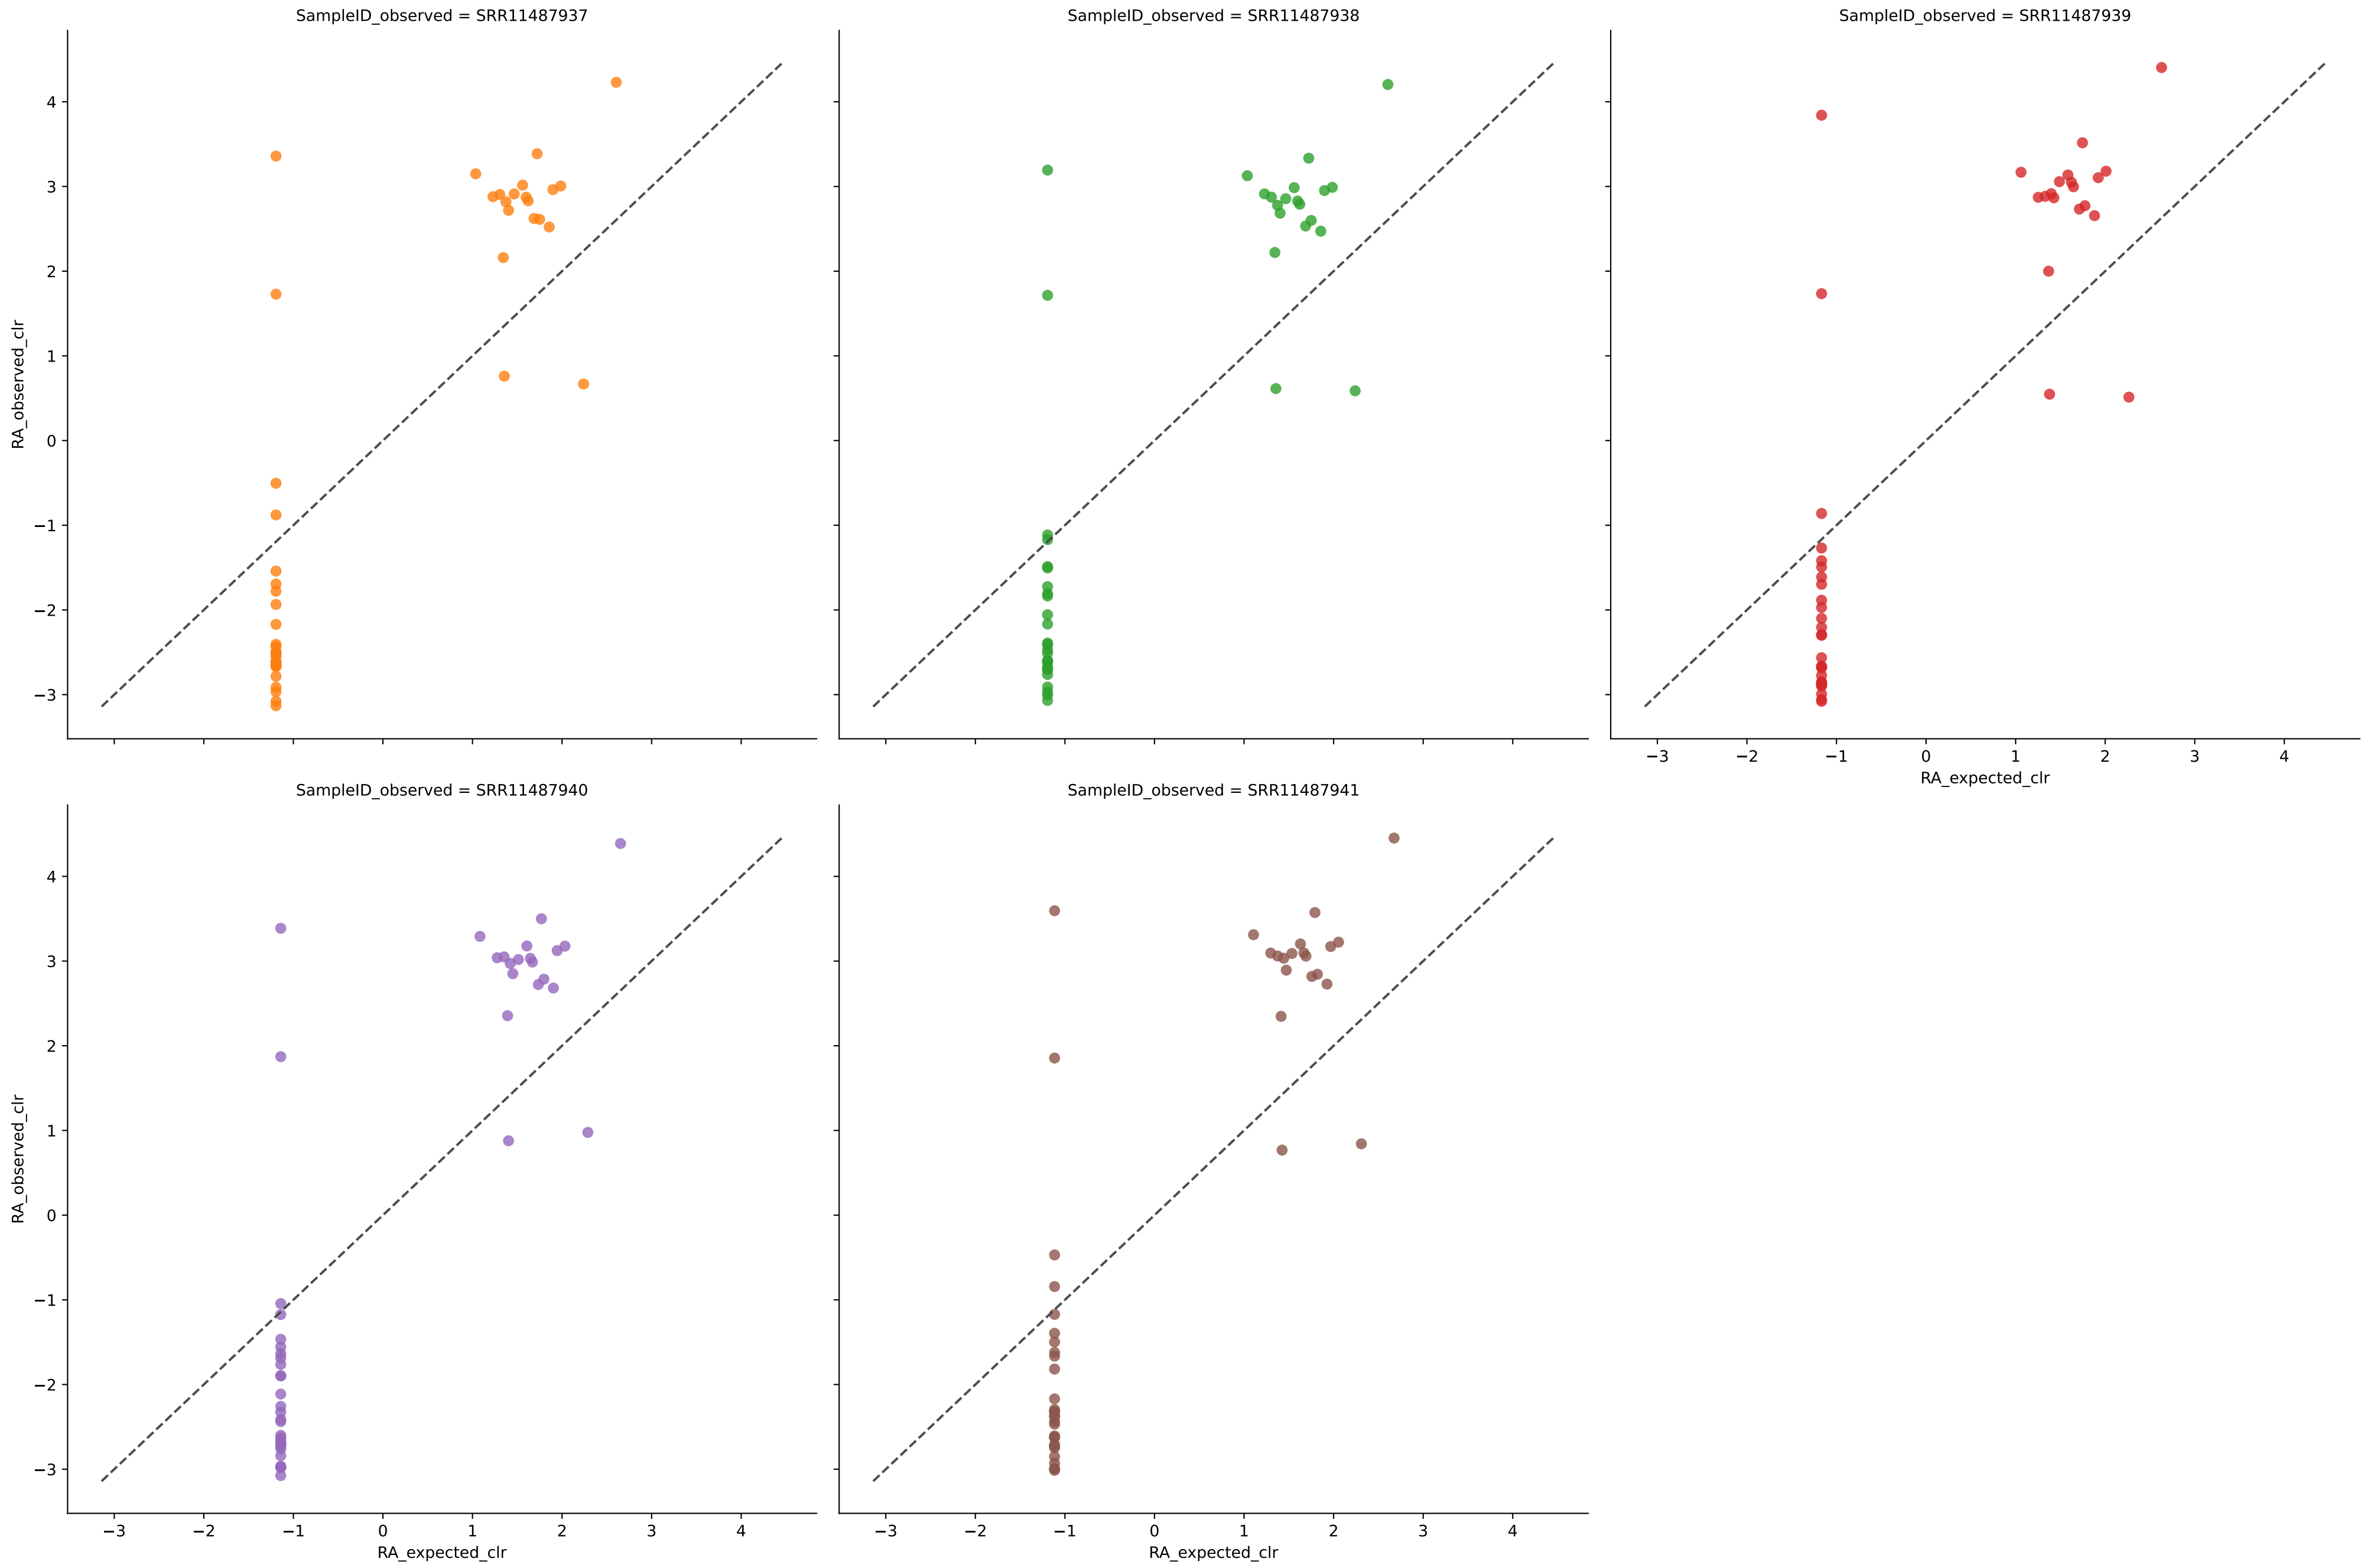 SampleID_observed = SRR11487937
SampleID_observed = SRR11487938
SampleID_observed = SRR11487939
RA_observed_clr
4
3
2
1
0
−1
−2
−3
−3 −2 −1 0 1 2 3 4
RA_expected_clr
SampleID_observed = SRR11487940
SampleID_observed = SRR11487941
RA_observed_clr
4
3
2
1
0
−1
−2
−3
−3 −2 −1 0 1 2 3 4
RA_expected_clr
−3 −2 −1 0 1 2 3 4
RA_expected_clr